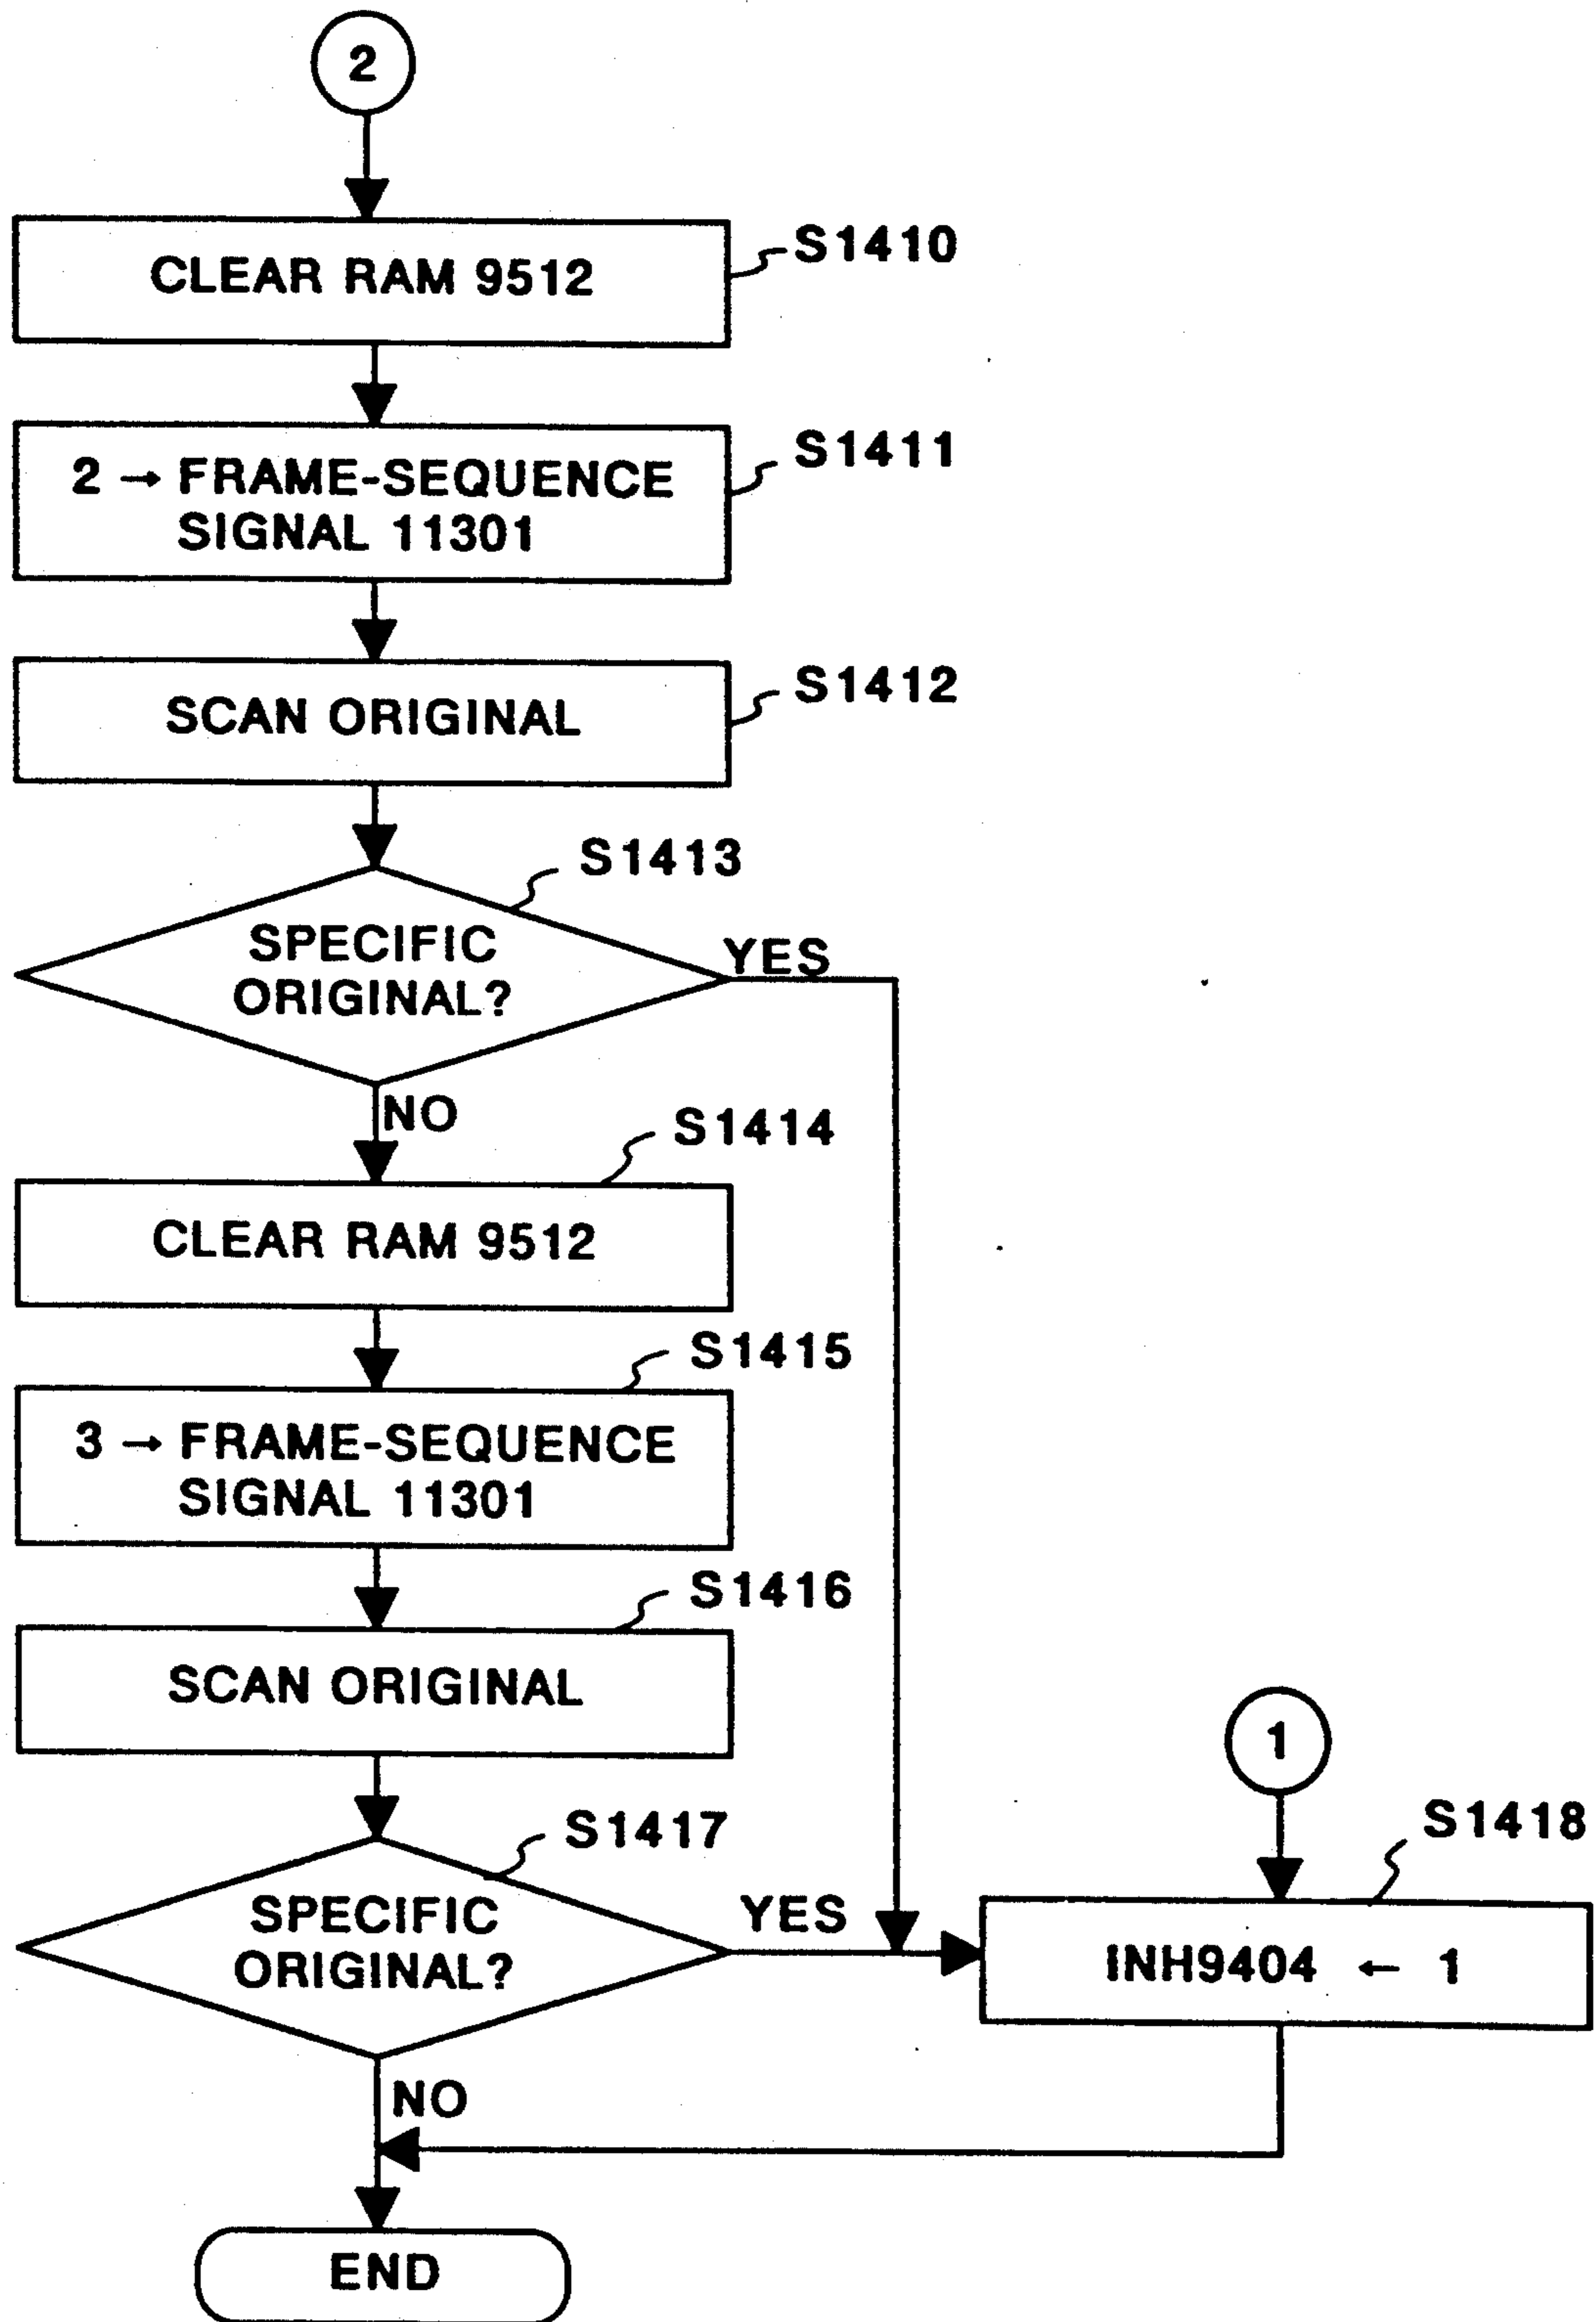 2
CLEAR RAM 9512
S1410
2 → FRAME-SEQUENCE
SIGNAL 11301
S1411
SCAN ORIGINAL
S1412
S1413
SPECIFIC
ORIGINAL?
YES
NO
S1414
CLEAR RAM 9512
S1415
3 → FRAME-SEQUENCE
SIGNAL 11301
S1416
SCAN ORIGINAL
1
S1417
S1418
SPECIFIC
ORIGINAL?
YES
INH9404 ← 1
NO
END